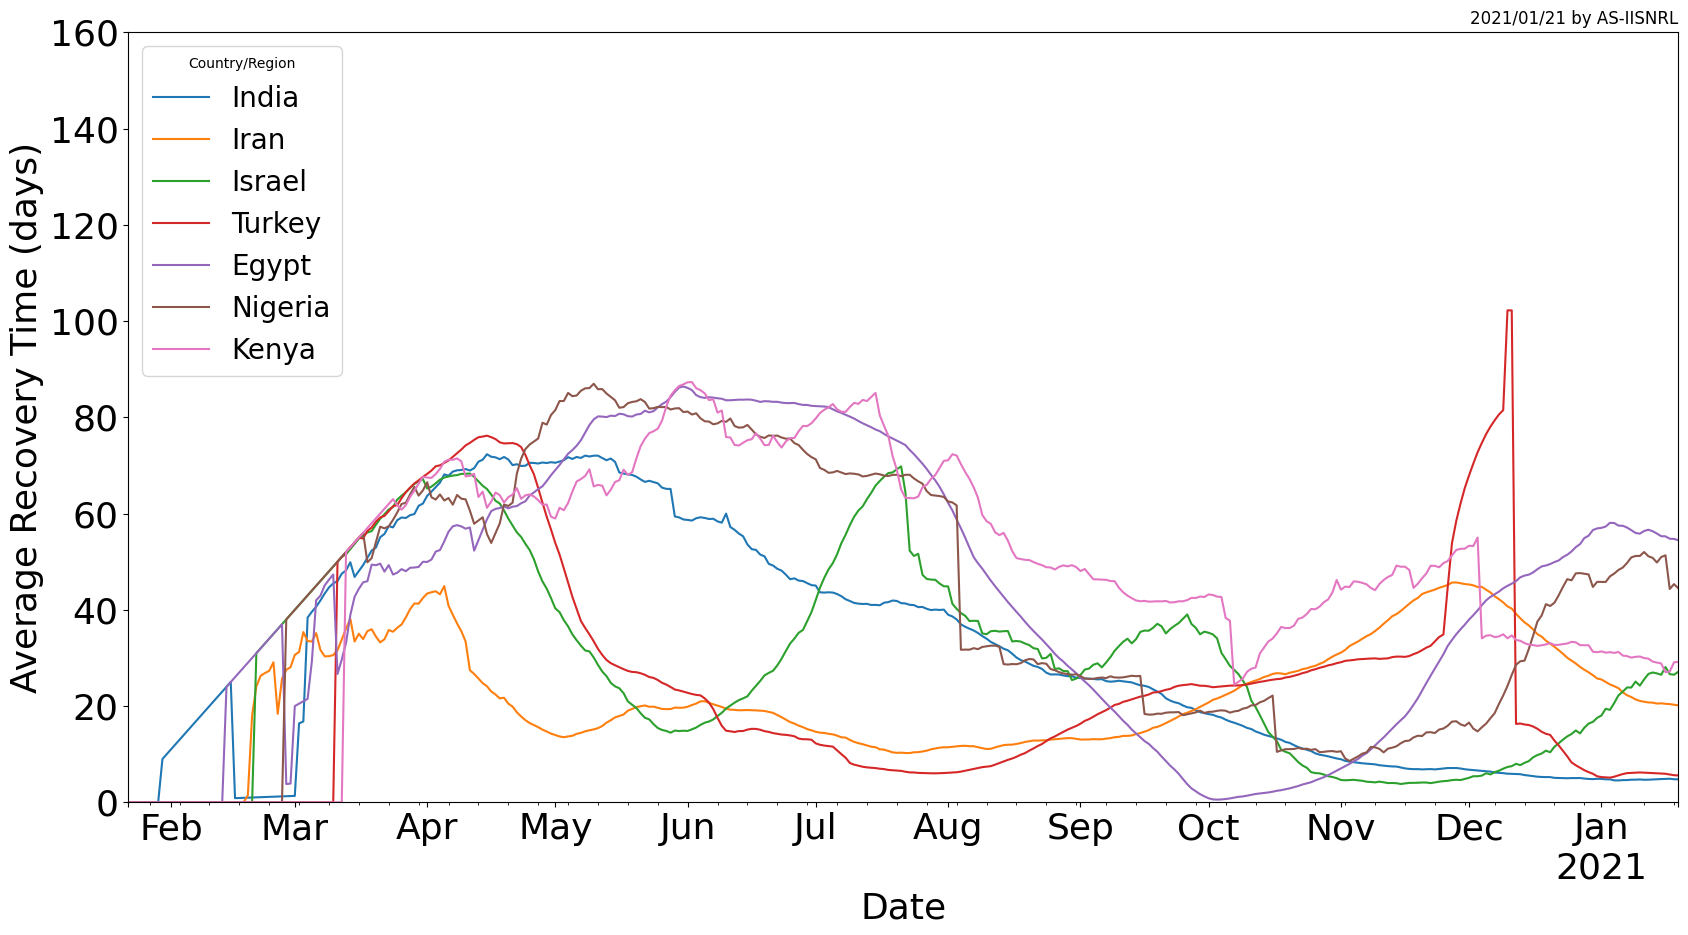 2021/01/21 by AS-IISNRL
160
140
120
100
80
60
40
20
0
Average Recovery Time (days)
Country/Region
India
Iran
Israel
Turkey
Egypt
Nigeria
Kenya
Feb Mar Apr May Jun Jul Aug Sep Oct Nov Dec Jan
2021
Date